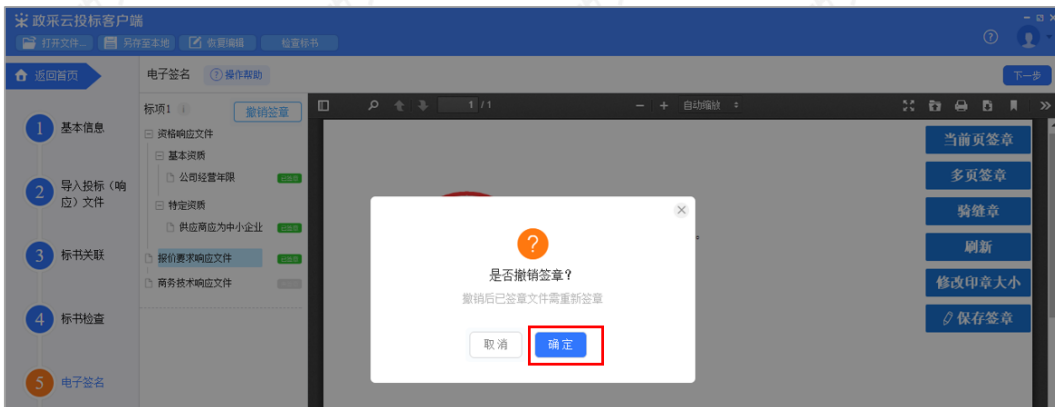 政采云投标客户端
打开文件... 另存至本地 恢复编辑 检查标书
返回首页 电子签名 操作帮助 下一步
标项1 撤销签章
1 / 1 自动缩放
1 基本信息
2 导入投标（响应）文件
3 标书关联
4 标书检查
5 电子签名
资格响应文件
基本资质
公司经营年限
特定资质
供应商应为中小企业
报价要求响应文件
商务技术响应文件
是否撤销签章?
撤销后已签章文件需重新签章
取消 确定
当前页签章
多页签章
骑缝章
刷新
修改印章大小
保存签章